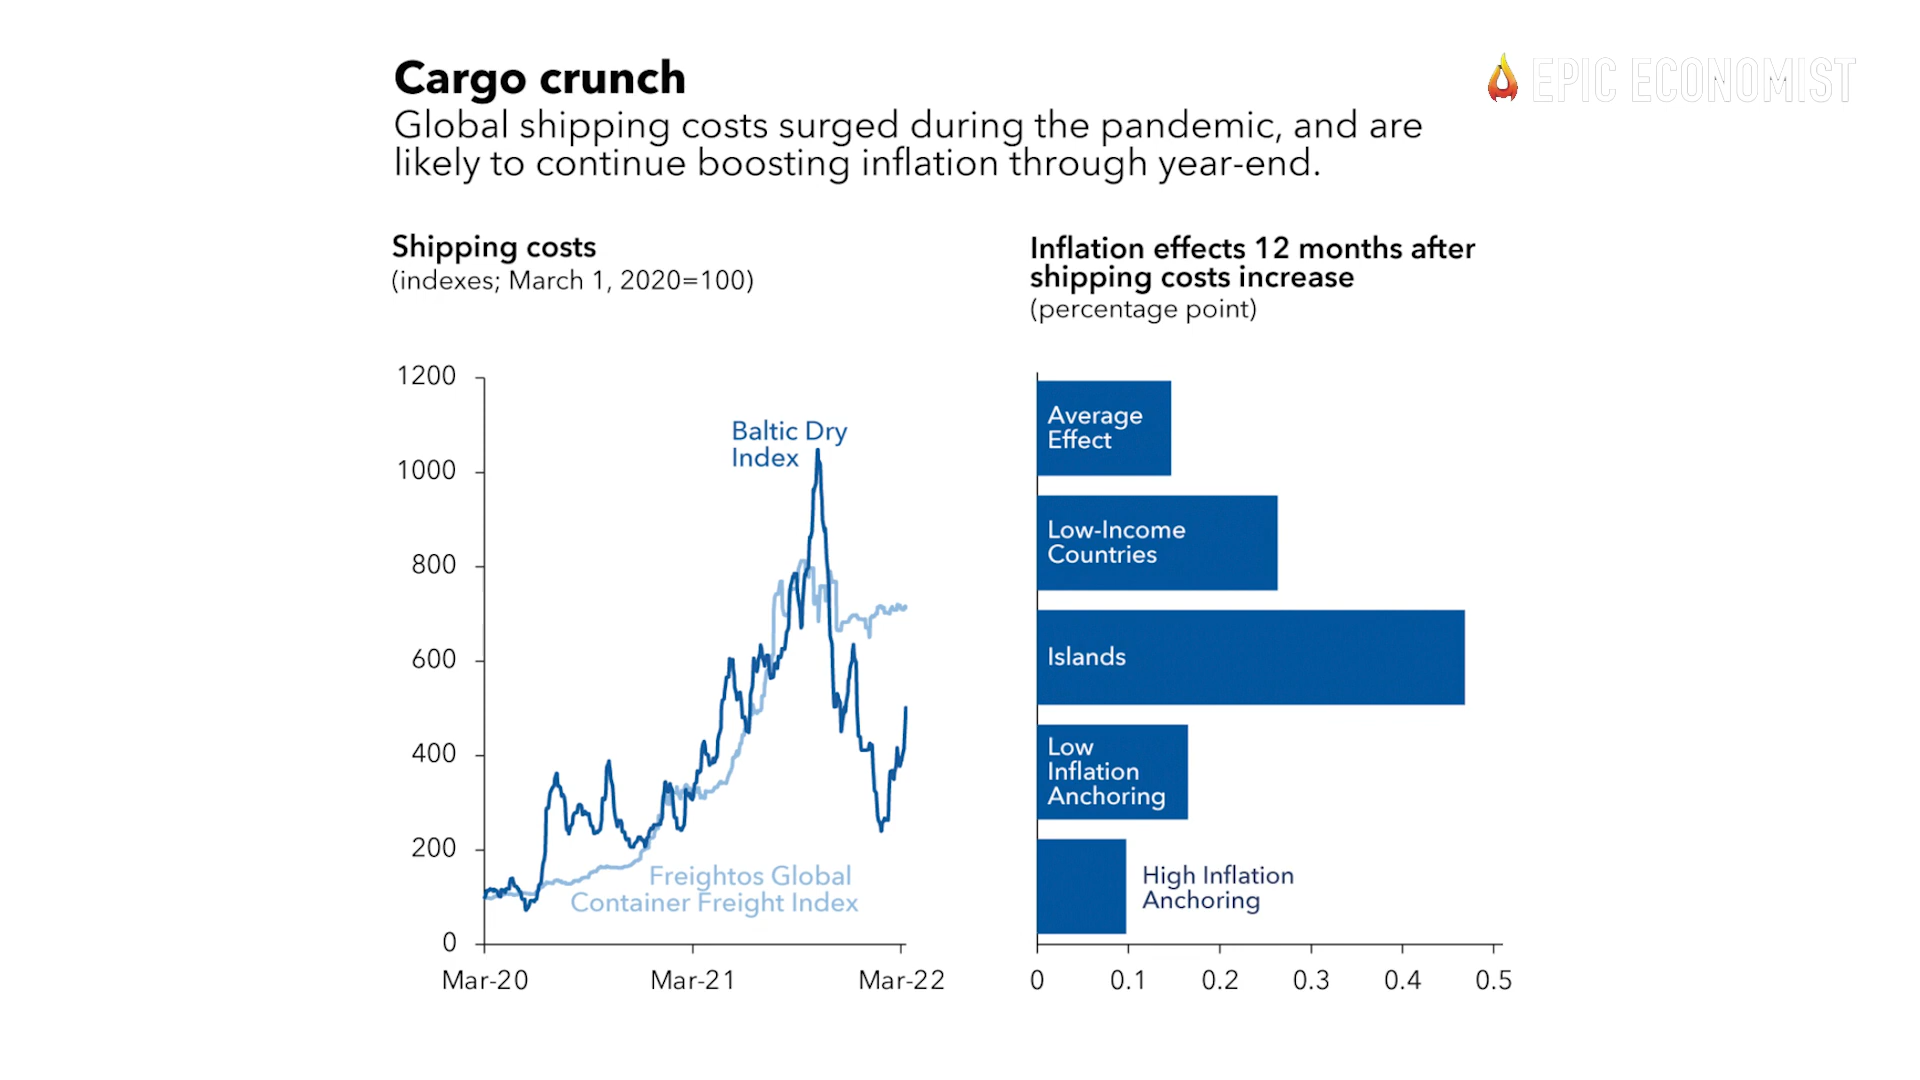 Cargo crunch
Global shipping costs surged during the pandemic, and are
likely to continue boosting inflation through year-end.
EPIC ECONOMIST
Shipping costs
(indexes; March 1, 2020=100)
1200
1000
800
600
400
200
0
Baltic Dry
Index
Freightos Global
Container Freight Index
Mar-20
Mar-21
Mar-22
Inflation effects 12 months after
shipping costs increase
(percentage point)
Average
Effect
Low-Income
Countries
Islands
Low
Inflation
Anchoring
High Inflation
Anchoring
0
0.1
0.2
0.3
0.4
0.5